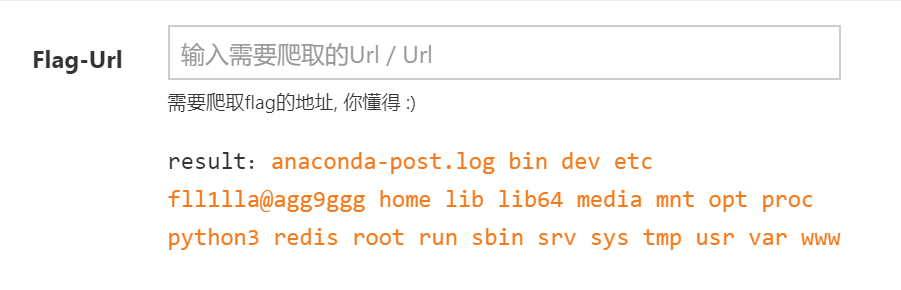 Flag-Url
输入需要爬取的Url / Url
需要爬取flag的地址, 你懂得 :)
result: anaconda-post.log bin dev etc
fll1lla@agg9ggg home lib lib64 media mnt opt proc
python3 redis root run sbin srv sys tmp usr var www